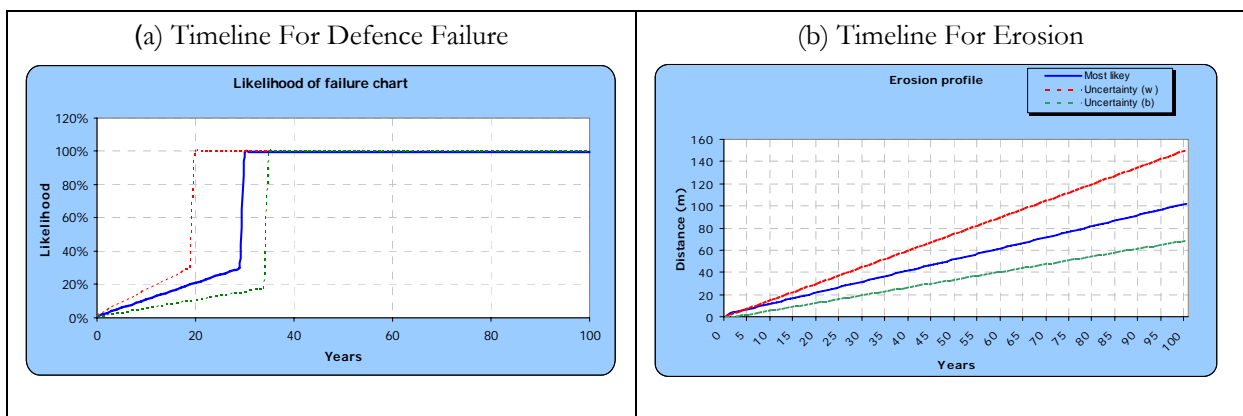 (a) Timeline For Defence Failure
Likelihood of failure chart
120%
100%
80%
60%
40%
20%
0%
Likelihood
0 20 40 60 80 100
Years
(b) Timeline For Erosion
Erosion profile
Most likey
Uncertainty (w )
Uncertainty (b)
160
140
120
100
80
60
40
20
0
Distance (m)
0 5 10 15 20 25 30 35 40 45 50 55 60 65 70 75 80 85 90 95 100
Years